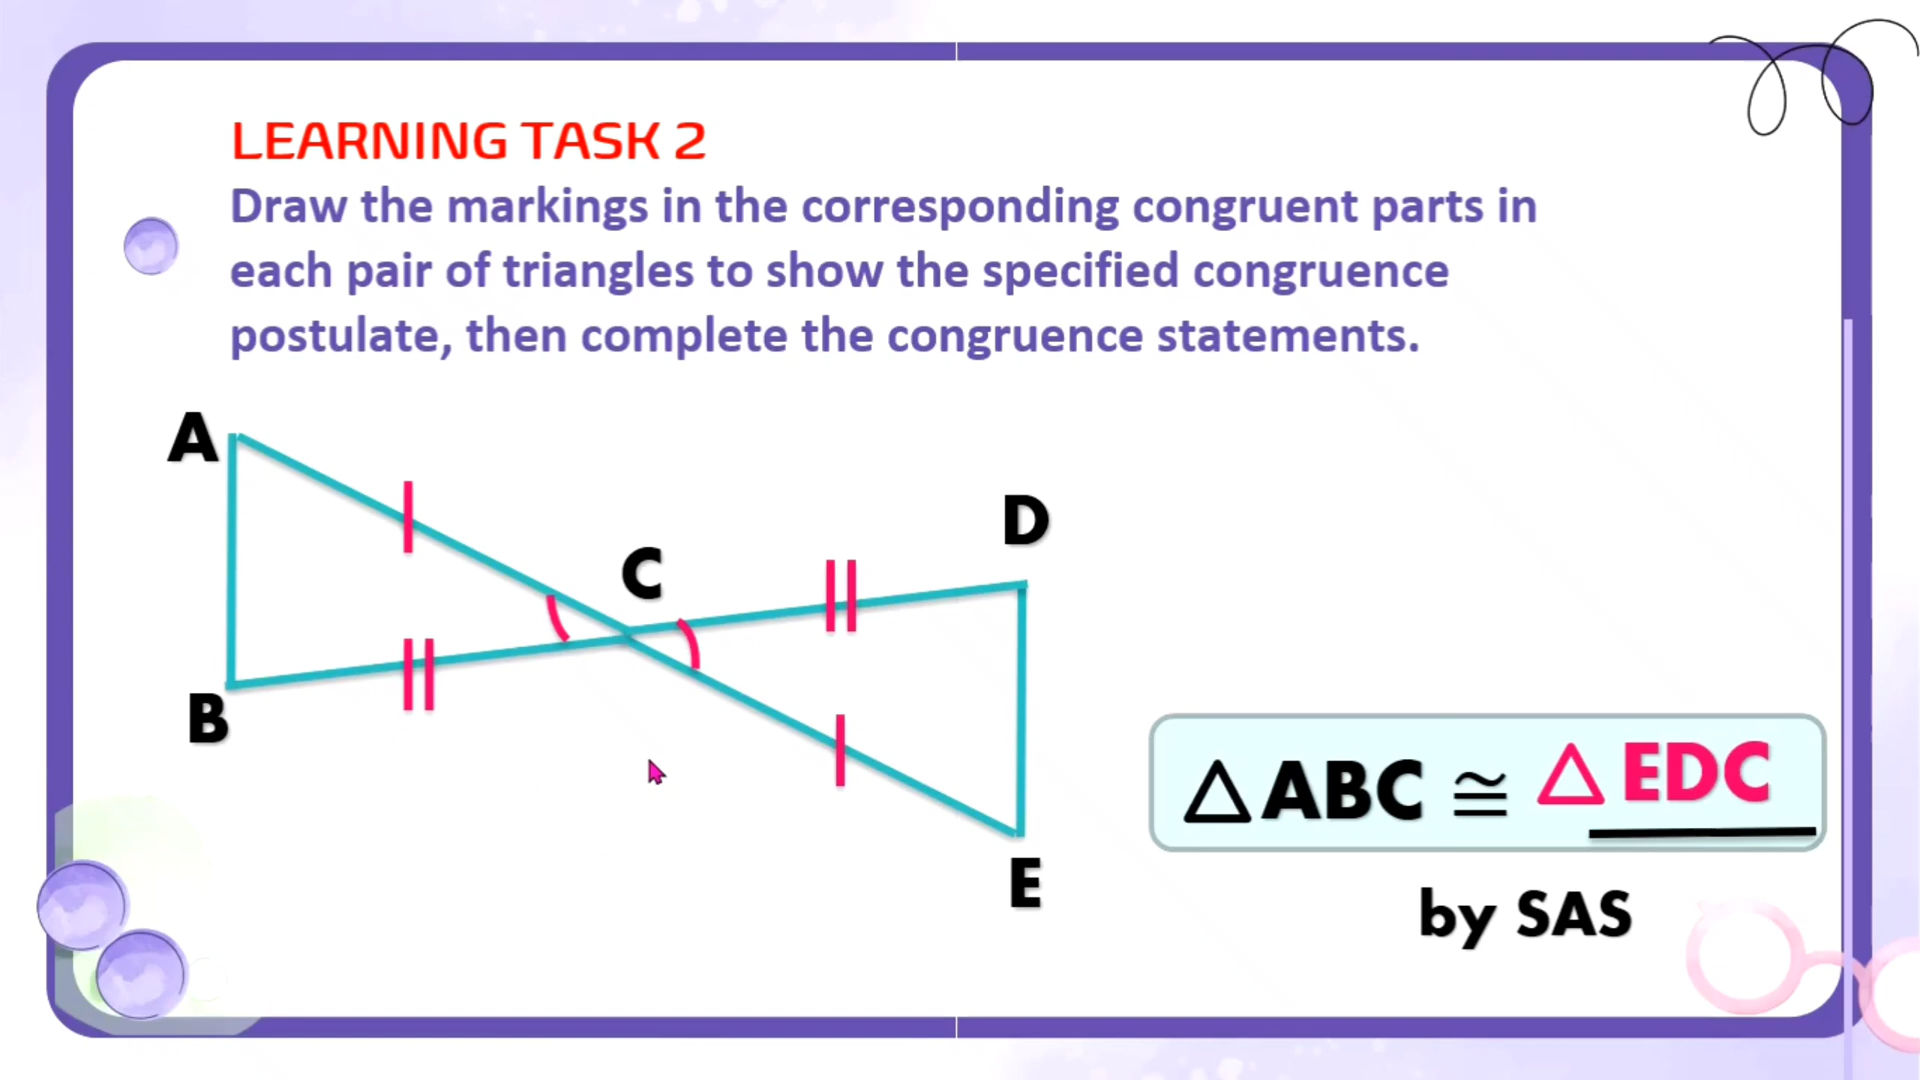 LEARNING TASK 2
Draw the markings in the corresponding congruent parts in
each pair of triangles to show the specified congruence
postulate, then complete the congruence statements.
A
D
C
B
E
△ABC ≅ △EDC
by SAS